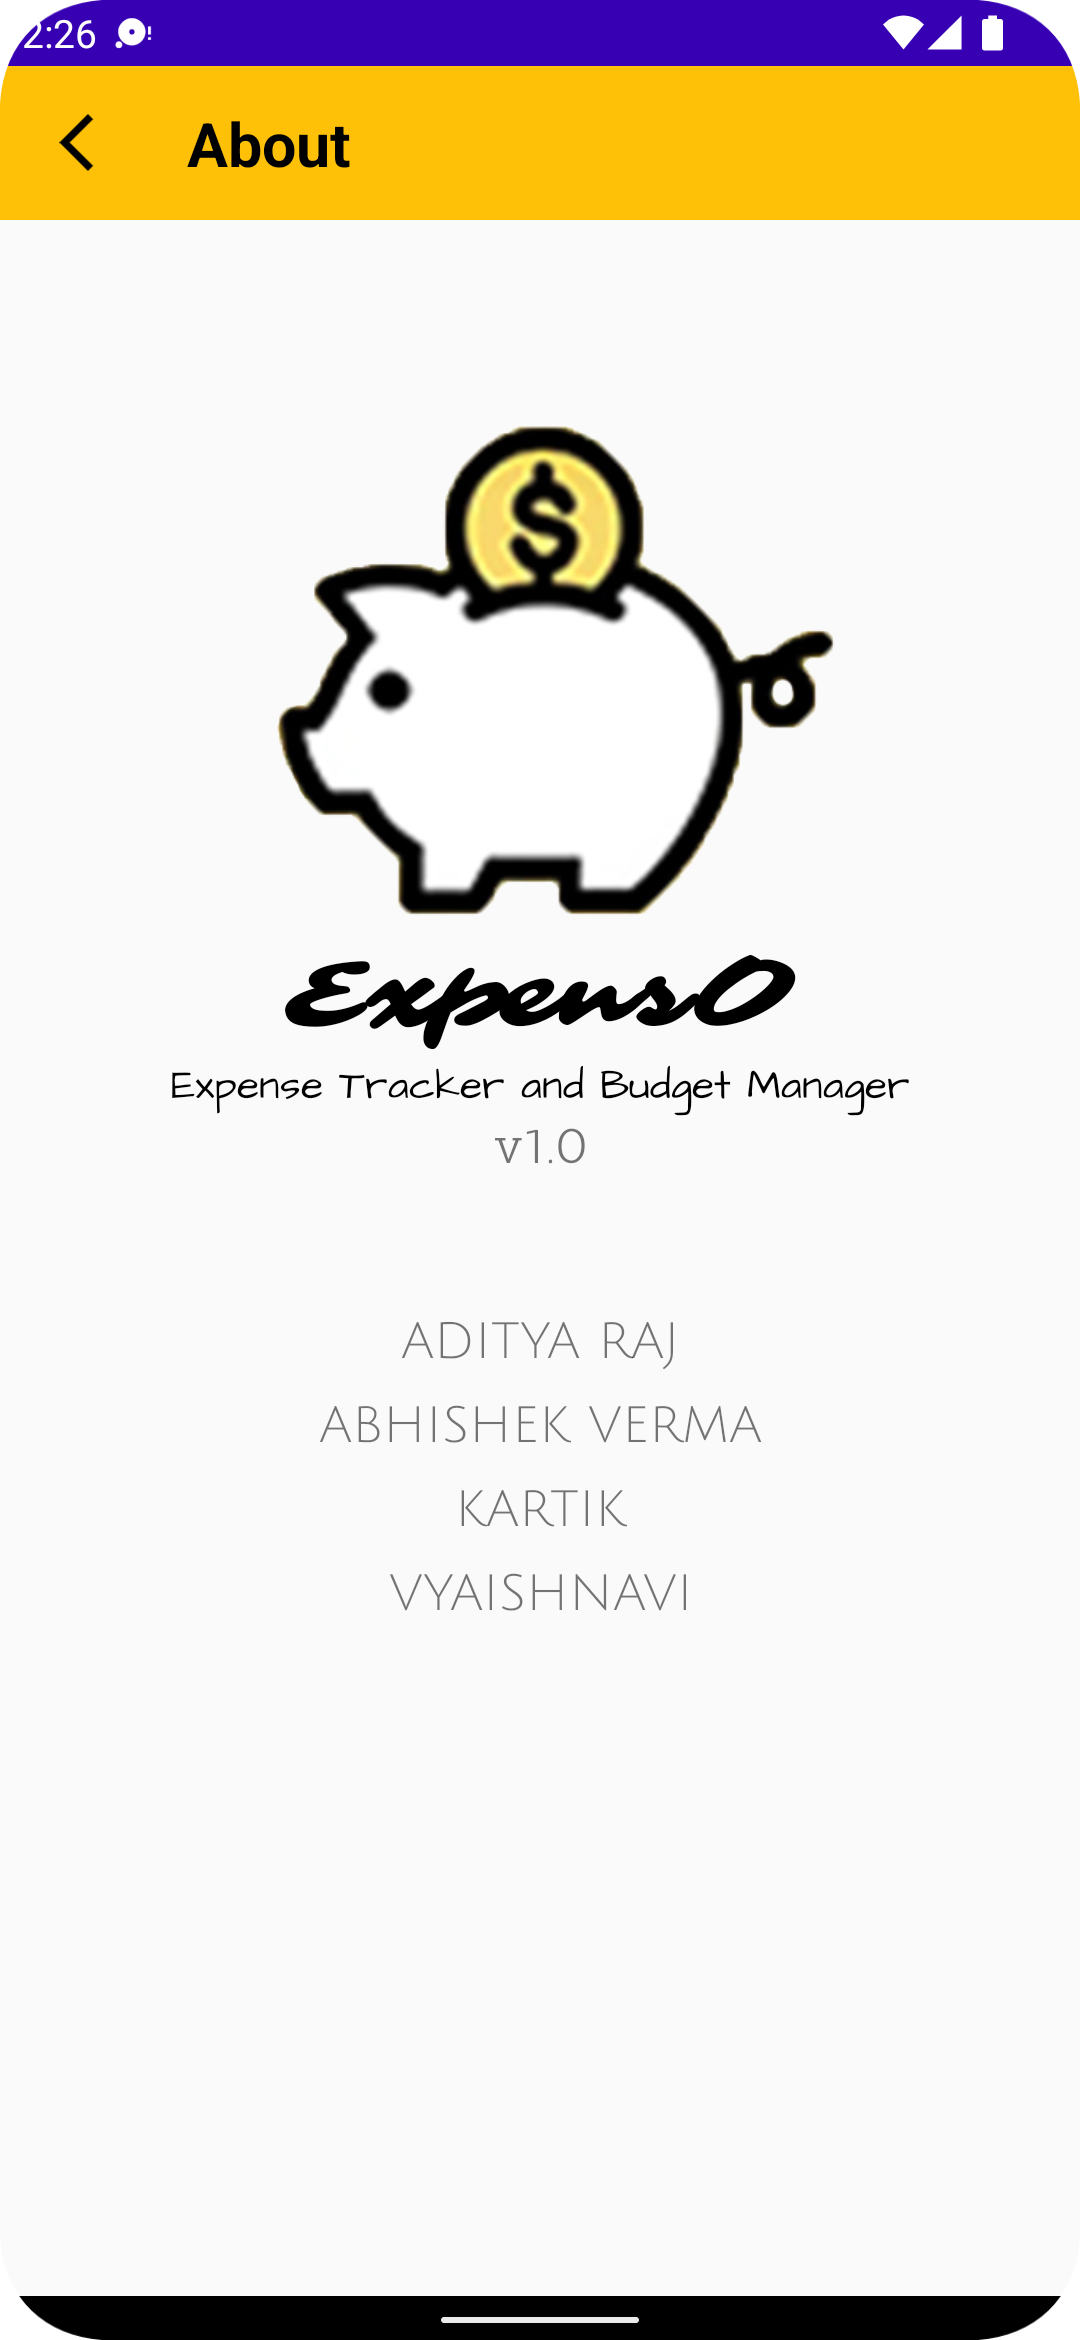 2:26
About
$
ExpensO
Expense Tracker and Budget Manager
v1.0
ADITYA RAJ
ABHISHEK VERMA
KARTIK
VYAISHNAVI